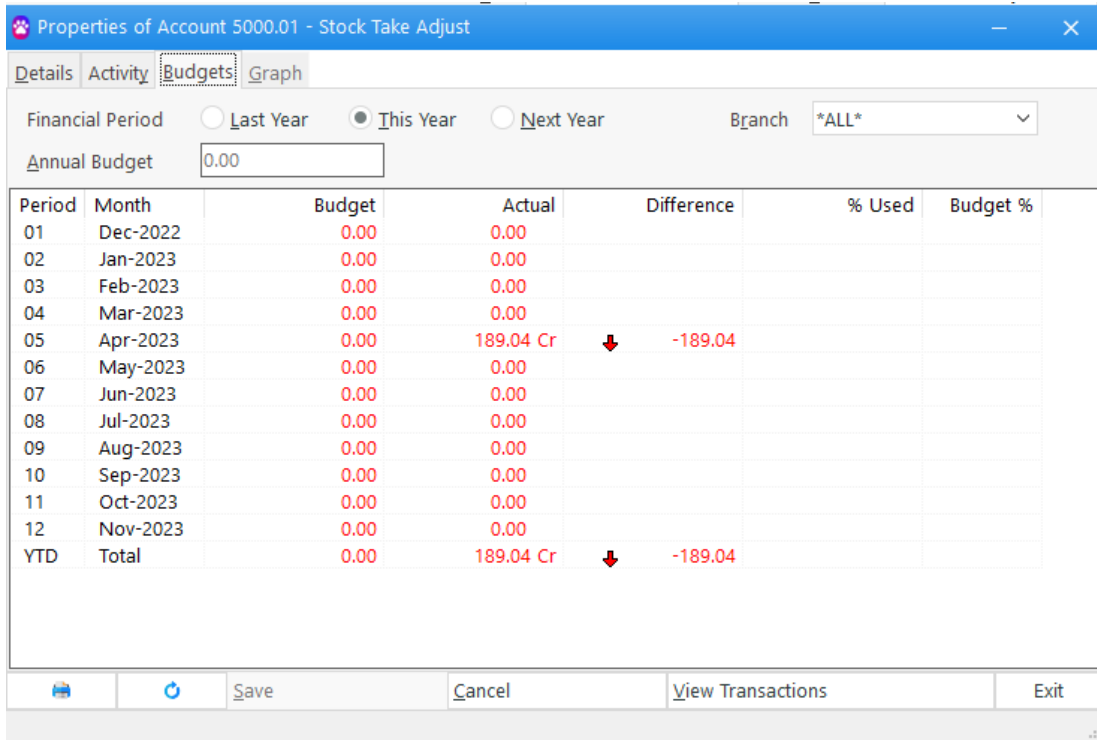 Properties of Account 5000.01 - Stock Take Adjust
Details Activity Budgets Graph
Financial Period Last Year This Year Next Year Branch *ALL*
Annual Budget 0.00
Period Month Budget Actual Difference % Used Budget %
01 Dec-2022 0.00 0.00
02 Jan-2023 0.00 0.00
03 Feb-2023 0.00 0.00
04 Mar-2023 0.00 0.00
05 Apr-2023 0.00 189.04 Cr -189.04
06 May-2023 0.00 0.00
07 Jun-2023 0.00 0.00
08 Jul-2023 0.00 0.00
09 Aug-2023 0.00 0.00
10 Sep-2023 0.00 0.00
11 Oct-2023 0.00 0.00
12 Nov-2023 0.00 0.00
YTD Total 0.00 189.04 Cr -189.04
Save Cancel View Transactions Exit